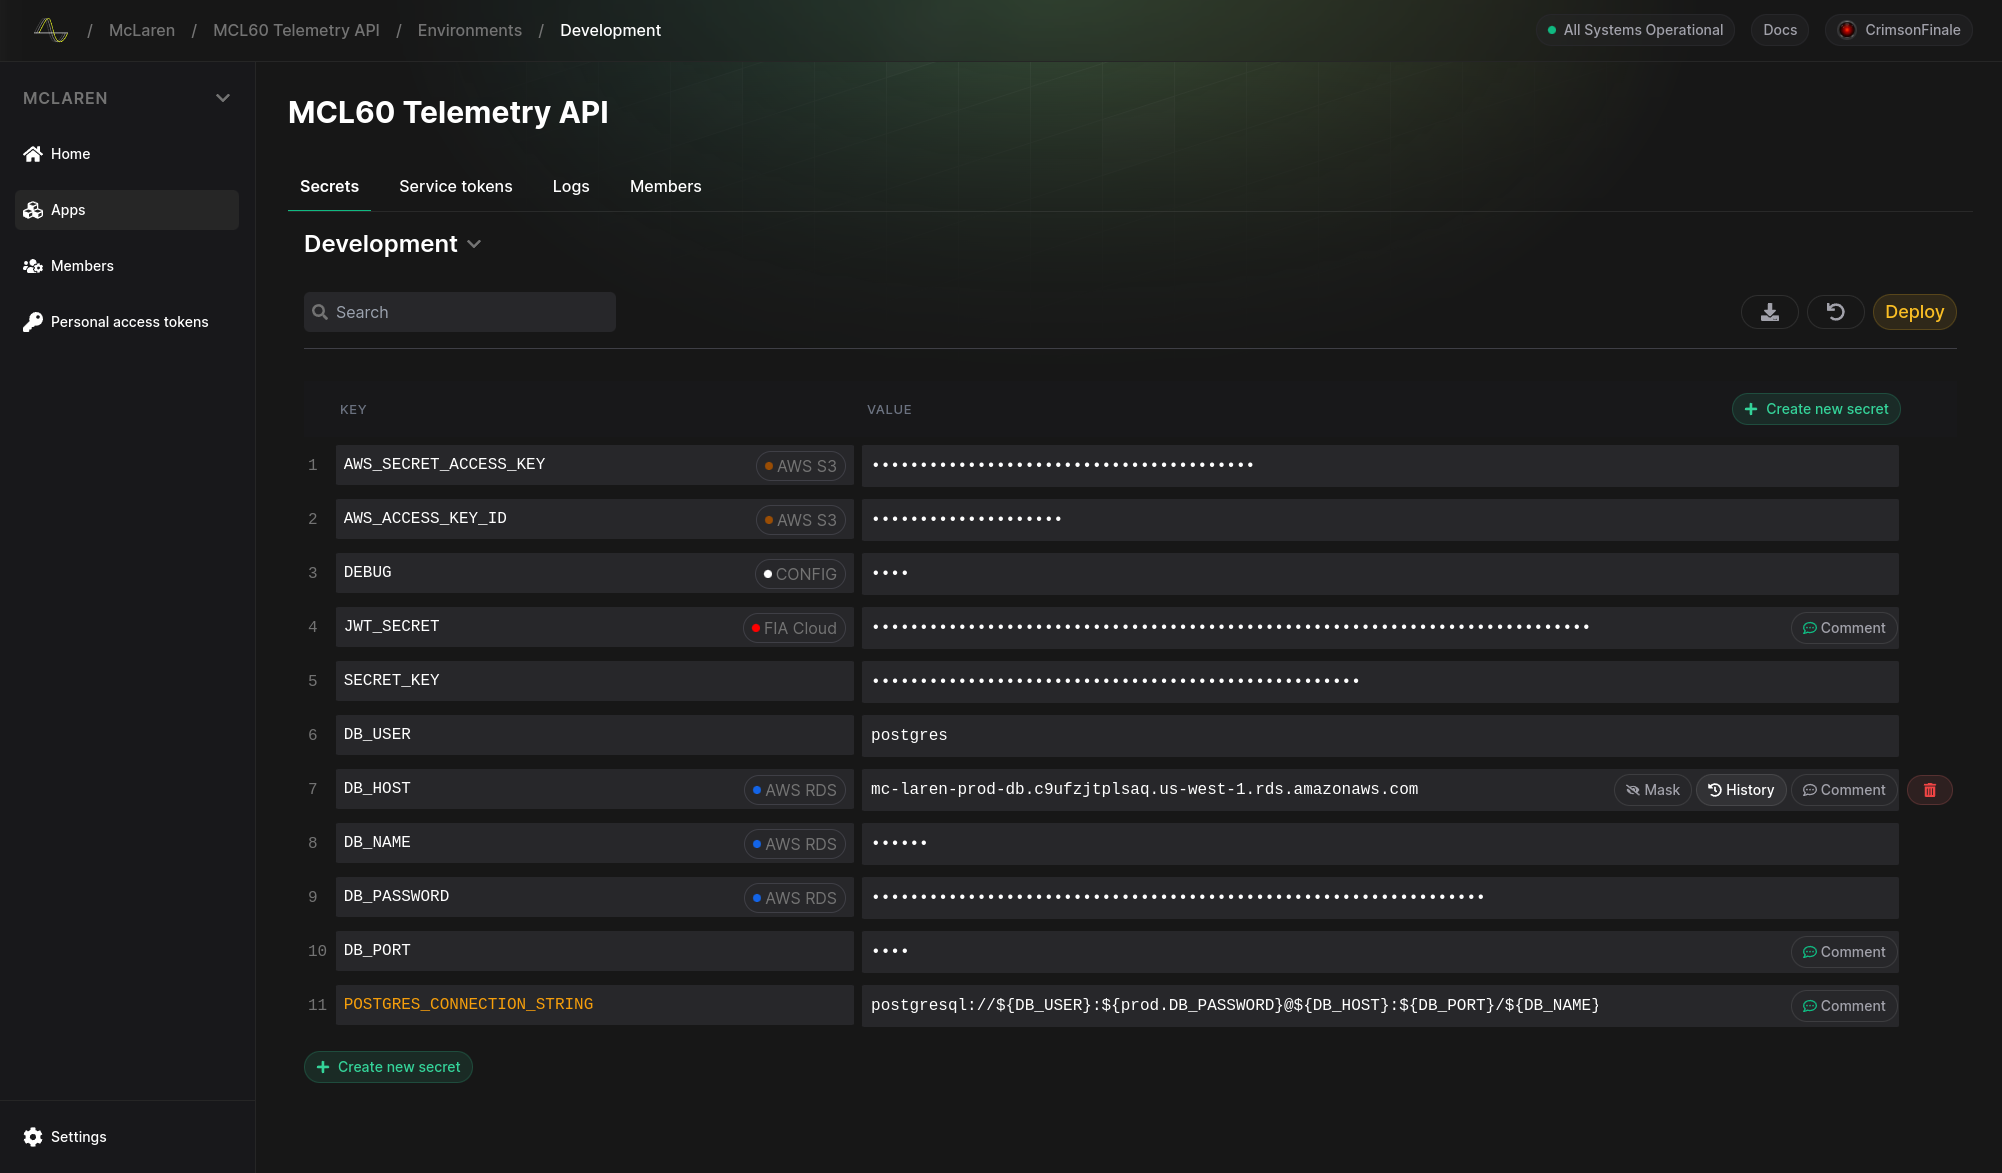 / McLaren / MCL60 Telemetry API / Environments / Development All Systems Operational Docs CrimsonFinale
MCLAREN
Home
Apps
Members
Personal access tokens
Settings
MCL60 Telemetry API
Secrets Service tokens Logs Members
Development
Search Deploy
KEY VALUE Create new secret
1 AWS_SECRET_ACCESS_KEY AWS S3 ••••••••••••••••••••••••••••••••••••••••
2 AWS_ACCESS_KEY_ID AWS S3 ••••••••••••••••••••
3 DEBUG CONFIG ••••
4 JWT_SECRET FIA Cloud ••••••••••••••••••••••••••••••••••••••••••••••••••••••••••••••••••••••••••• Comment
5 SECRET_KEY •••••••••••••••••••••••••••••••••••••••••••••••••••
6 DB_USER postgres
7 DB_HOST AWS RDS mc-laren-prod-db.c9ufzjtplsaq.us-west-1.rds.amazonaws.com Mask History Comment
8 DB_NAME AWS RDS ••••••
9 DB_PASSWORD AWS RDS ••••••••••••••••••••••••••••••••••••••••••••••••••••••••••••••••
10 DB_PORT •••• Comment
11 POSTGRES_CONNECTION_STRING postgresql://${DB_USER}:${prod.DB_PASSWORD}@${DB_HOST}:${DB_PORT}/${DB_NAME} Comment
Create new secret